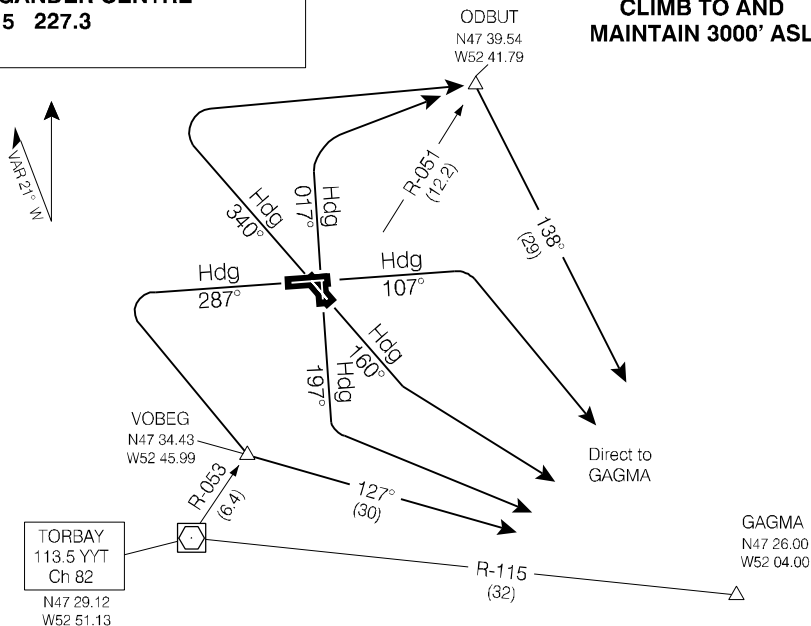 GANDER CENTRE
5 227.3
ODBUT
N47 39.54
W52 41.79
CLIMB TO AND
MAINTAIN 3000' ASL
VAR 21° W
Hdg
340°
Hdg
017°
R-051
(12.2)
138°
(29)
Hdg
287°
Hdg
107°
Hdg
160°
Hdg
197°
VOBEG
N47 34.43
W52 45.99
R-053
(6.4)
127°
(30)
Direct to
GAGMA
TORBAY
113.5 YYT
Ch 82
N47 29.12
W52 51.13
R-115
(32)
GAGMA
N47 26.00
W52 04.00